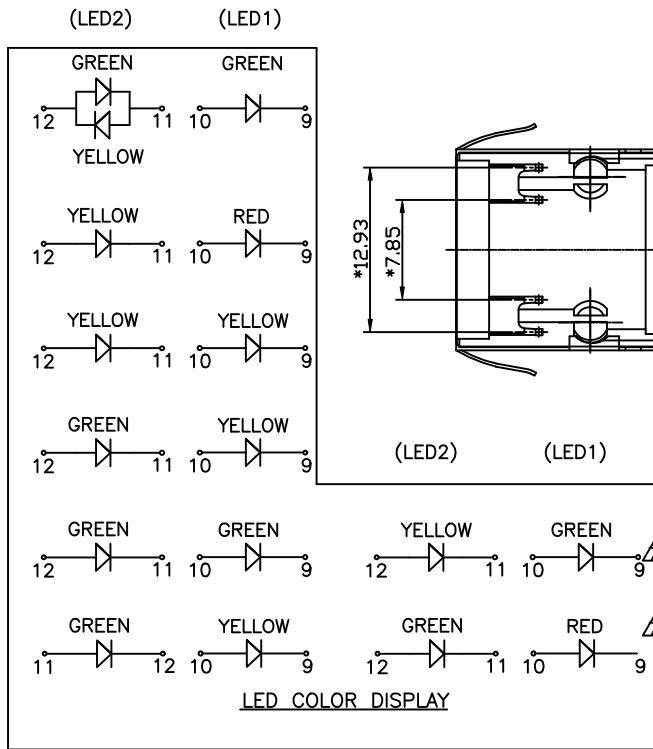 (LED2) (LED1)
GREEN GREEN
12 11 10 9
YELLOW
YELLOW RED
12 11 10 9
*12.93 *7.85
YELLOW YELLOW
12 11 10 9
GREEN YELLOW
12 11 10 9
(LED2) (LED1)
GREEN GREEN YELLOW GREEN
12 11 10 9 12 11 10 9
GREEN YELLOW GREEN RED
11 12 10 9 12 11 10 9
LED COLOR DISPLAY